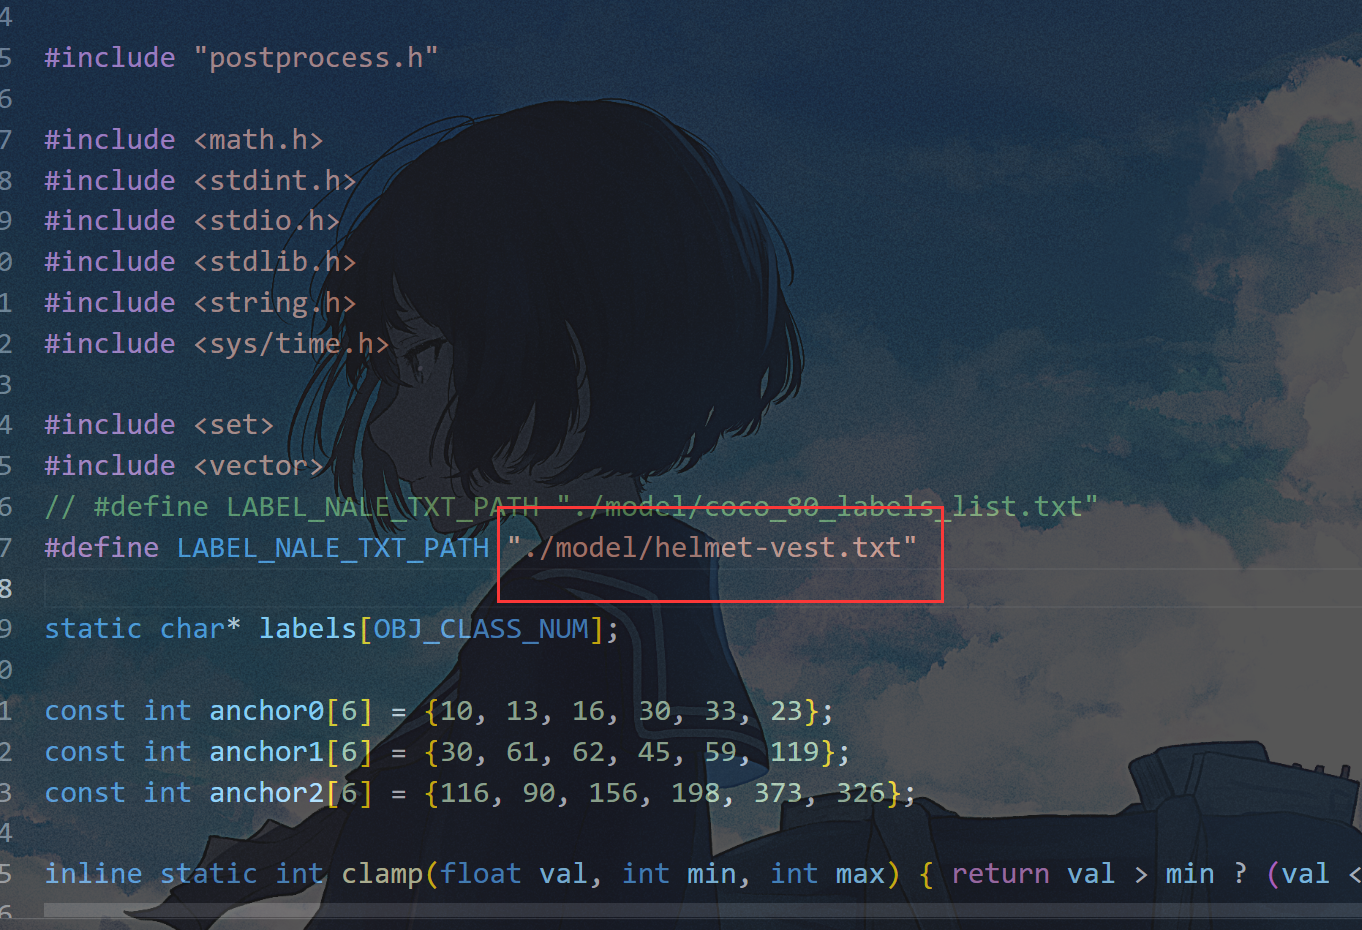 4
5 #include "postprocess.h"
6
7 #include <math.h>
8 #include <stdint.h>
9 #include <stdio.h>
0 #include <stdlib.h>
1 #include <string.h>
2 #include <sys/time.h>
3
4 #include <set>
5 #include <vector>
6 // #define LABEL_NALE_TXT_PATH "./model/coco_80_labels_list.txt"
7 #define LABEL_NALE_TXT_PATH "./model/helmet-vest.txt"
8
9 static char* labels[OBJ_CLASS_NUM];
0
1 const int anchor0[6] = {10, 13, 16, 30, 33, 23};
2 const int anchor1[6] = {30, 61, 62, 45, 59, 119};
3 const int anchor2[6] = {116, 90, 156, 198, 373, 326};
4
5 inline static int clamp(float val, int min, int max) { return val > min ? (val <
6